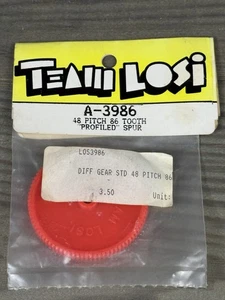 TEAM LOSI
A-3986
48 PITCH 86 TOOTH
"PROFILED" SPUR
LOS3986
DIFF GEAR STD 48 PITCH 86
-
3.50
Unit: